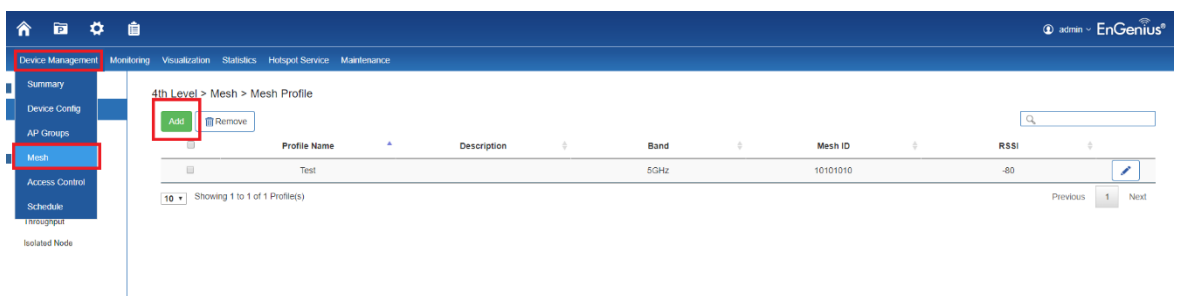 admin EnGenius®
Device Management Monitoring Visualization Statistics Hotspot Service Maintenance
Summary
Device Config
AP Groups
Mesh
Access Control
Schedule
Throughput
Isolated Node
4th Level > Mesh > Mesh Profile
Add Remove
Profile Name Description Band Mesh ID RSSI
Test 5GHz 10101010 -80
10 Showing 1 to 1 of 1 Profile(s) Previous 1 Next